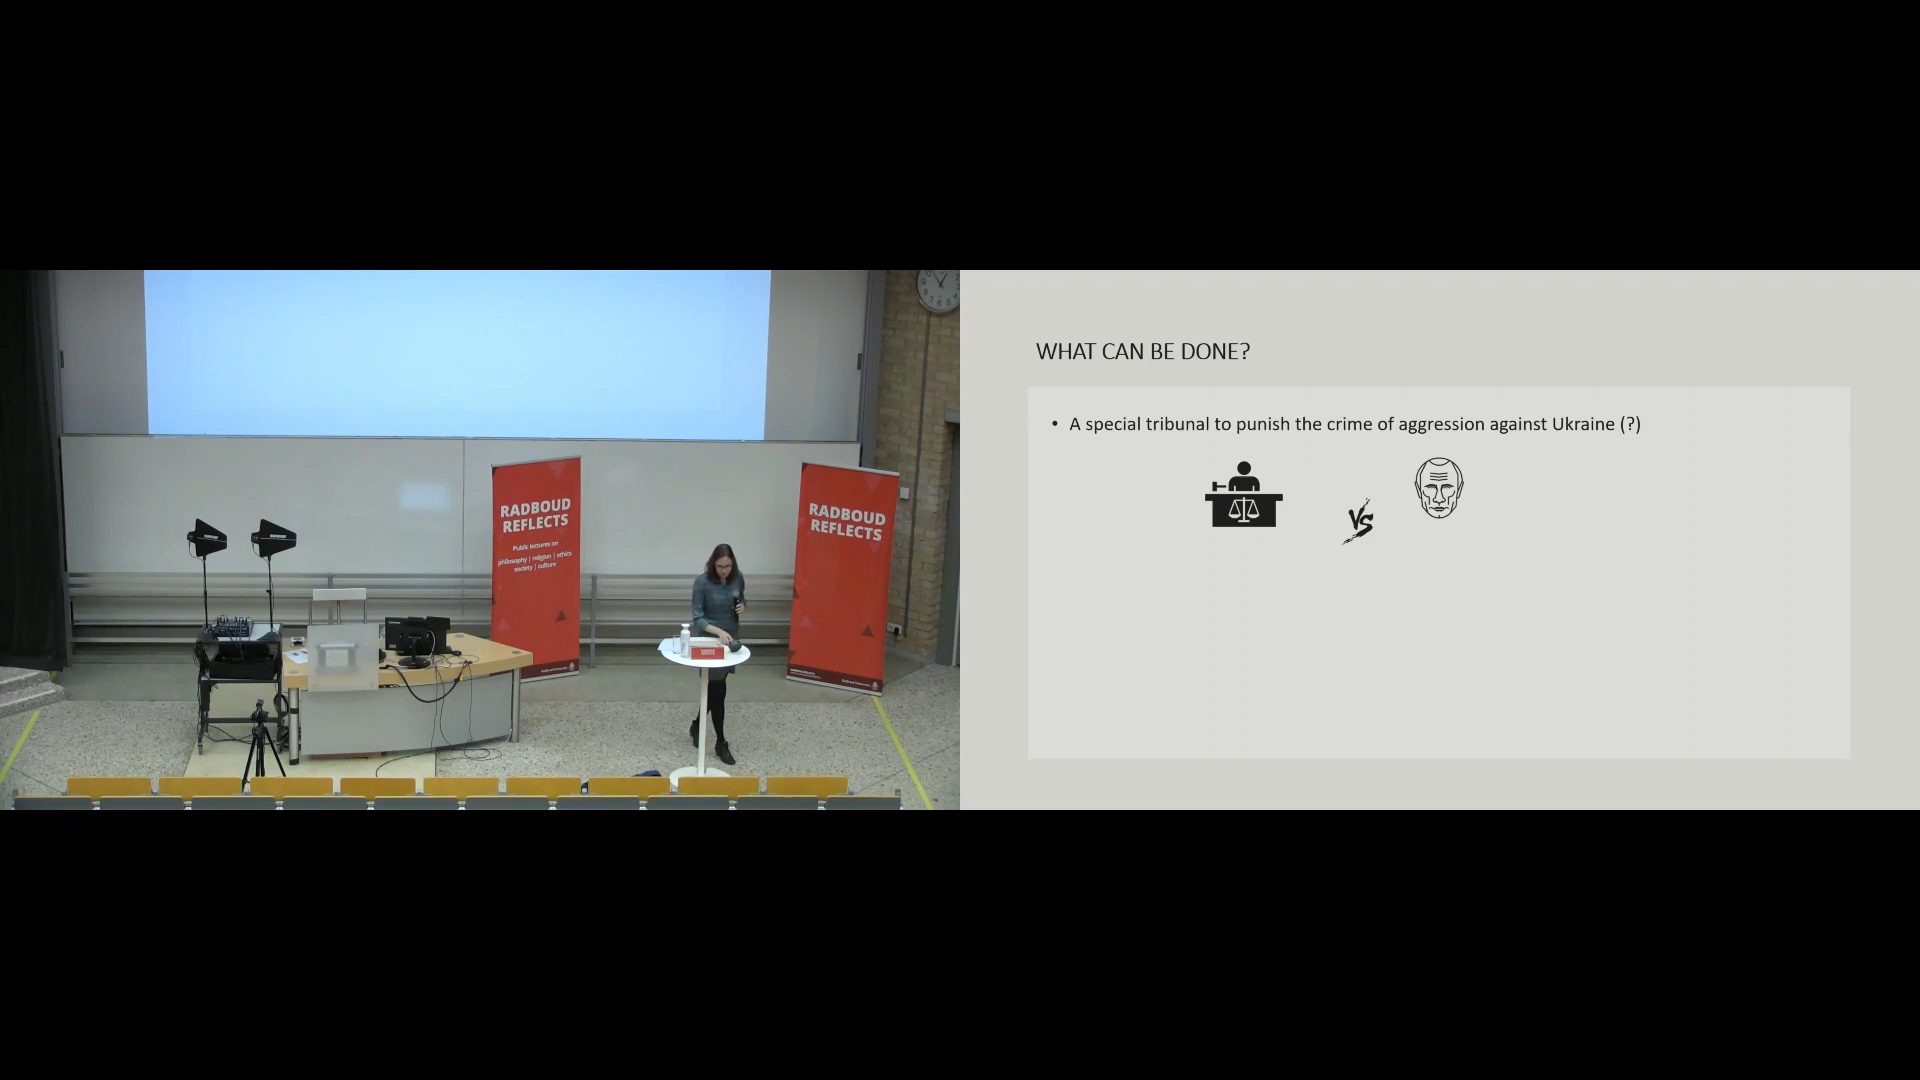 RADBOUD
REFLECTS
Public lectures on
philosophy | religion | ethics
society | culture
RADBOUD
REFLECTS
WHAT CAN BE DONE?
• A special tribunal to punish the crime of aggression against Ukraine (?)
VS